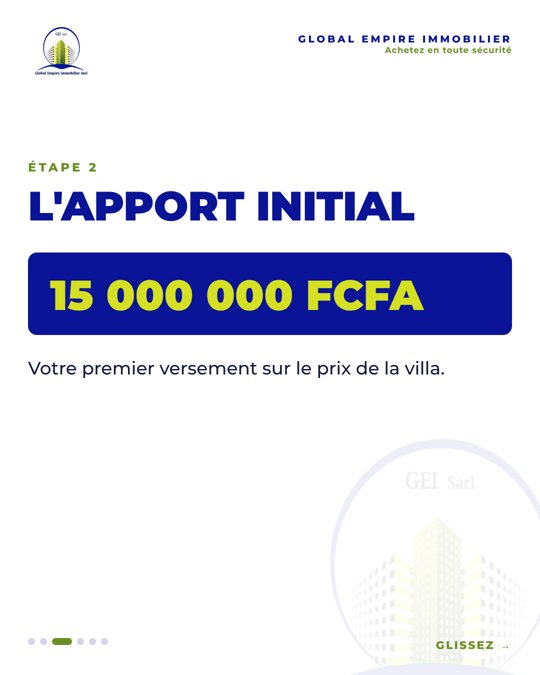 GEI Sarl
Global Empire Immobilier Sarl
GLOBAL EMPIRE IMMOBILIER
Achetez en toute sécurité
ÉTAPE 2
L'APPORT INITIAL
15 000 000 FCFA
Votre premier versement sur le prix de la villa.
GEI Sarl
GLISSEZ →